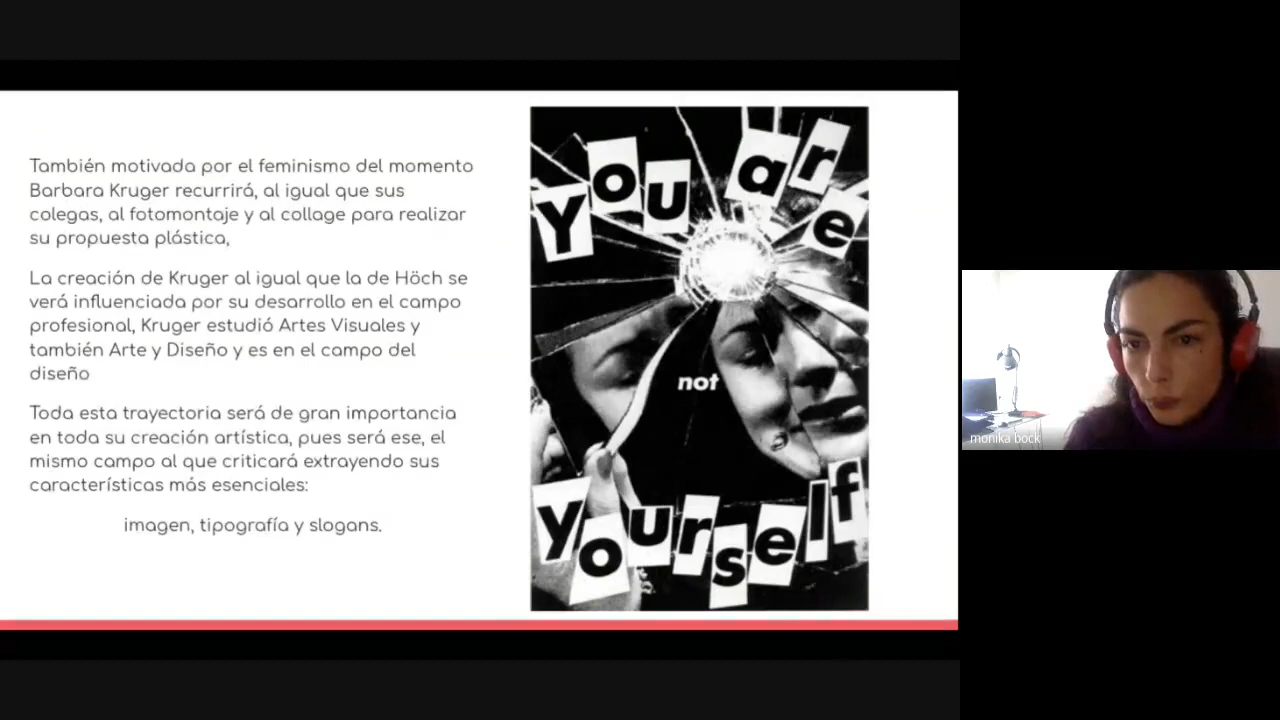 También motivada por el feminismo del momento
Barbara Kruger recurrirá, al igual que sus
colegas, al fotomontaje y al collage para realizar
su propuesta plástica,
La creación de Kruger al igual que la de Höch se
verá influenciada por su desarrollo en el campo
profesional, Kruger estudió Artes Visuales y
también Arte y Diseño y es en el campo del
diseño
Toda esta trayectoria será de gran importancia
en toda su creación artística, pues será ese, el
mismo campo al que criticará extrayendo sus
características más esenciales:
imagen, tipografía y slogans.
You are
not
yourself
monika bock